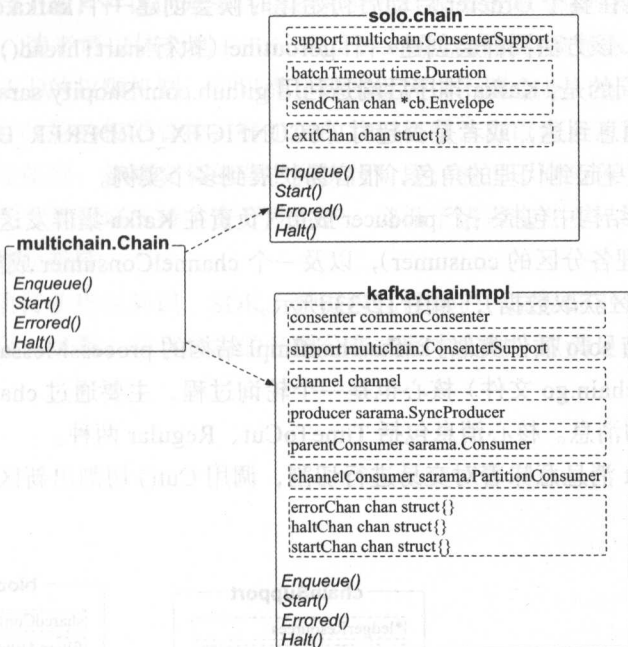 solo.chain
support multichain.ConsenterSupport
batchTimeout time.Duration
sendChan chan *cb.Envelope
exitChan chan struct{}
Enqueue()
Start()
Errored()
Halt()
multichain.Chain
Enqueue()
Start()
Errored()
Halt()
kafka.chainImpl
consenter commonConsenter
support multichain.ConsenterSupport
channel channel
producer sarama.SyncProducer
parentConsumer sarama.Consumer
channelConsumer sarama.PartitionConsumer
errorChan chan struct{}
haltChan chan struct{}
startChan chan struct{}
Enqueue()
Start()
Errored()
Halt()